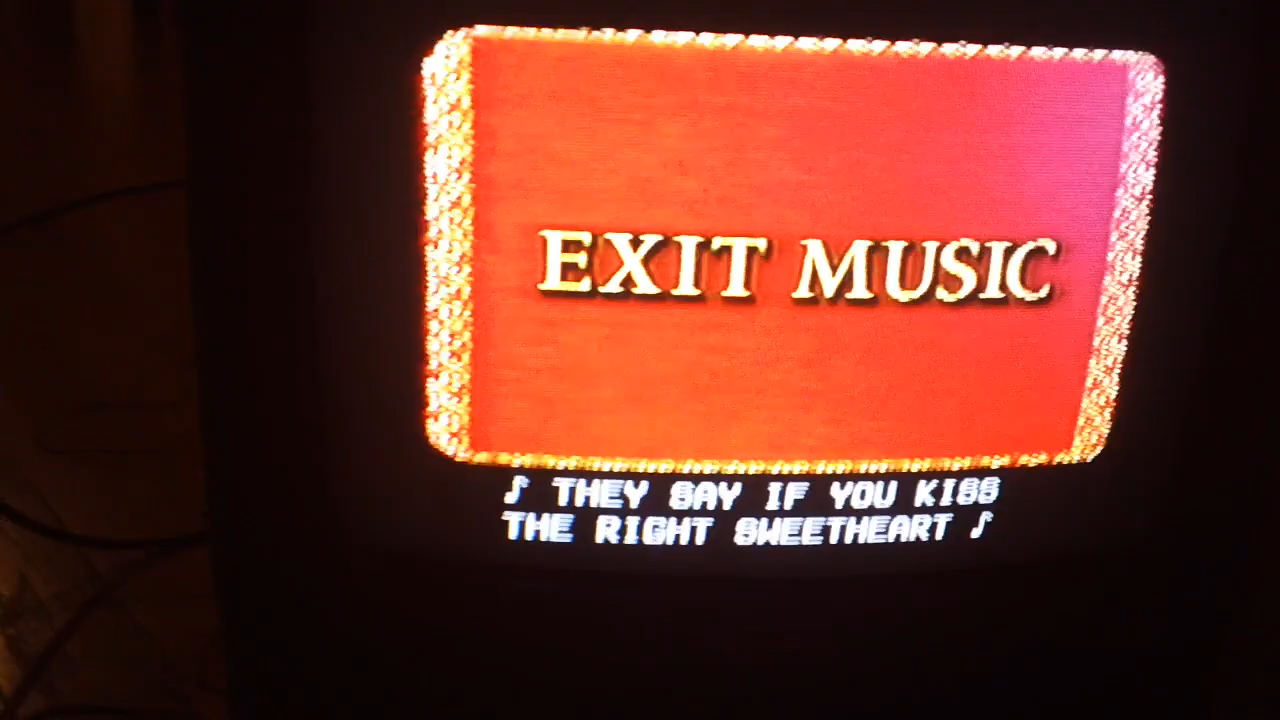 EXIT MUSIC
♪ THEY SAY IF YOU KISS
THE RIGHT SWEETHEART ♪